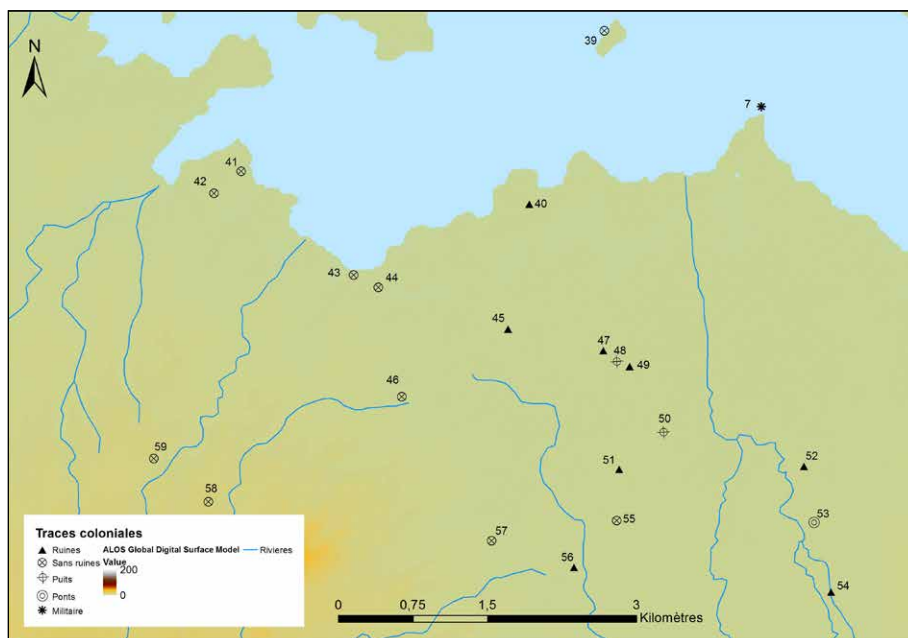 39
N
7
41
42
40
43
44
45
47
48
49
46
50
59
51
52
58
53
55
57
56
54
Traces coloniales
Ruines
ALOS Global Digital Surface Model
Rivieres
Sans ruines
Value
Puits
200
Ponts
0
Militaire
0 0,75 1,5 3
Kilomètres